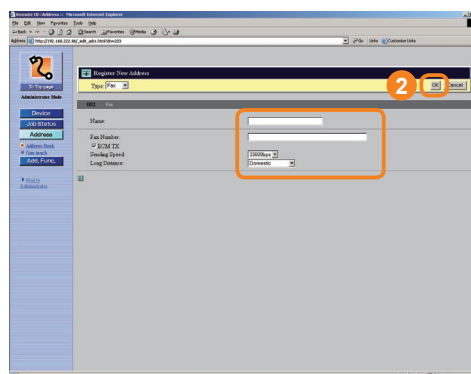 Remote UI: Address : Microsoft Internet Explorer
File Edit View Favorites Tools Help
Back Search Favorites Media
Address Go Links Customize Links
To Top page
Administrator Mode
Device
Job Status
Address
Address Book
One-touch
Add. Func.
Mail to
Administrator
Register New Address
Type: Fax
2
OK Cancel
002 Fax
Name:
Fax Number:
ECM TX
Sending Speed: 33600bps
Long Distance: Domestic